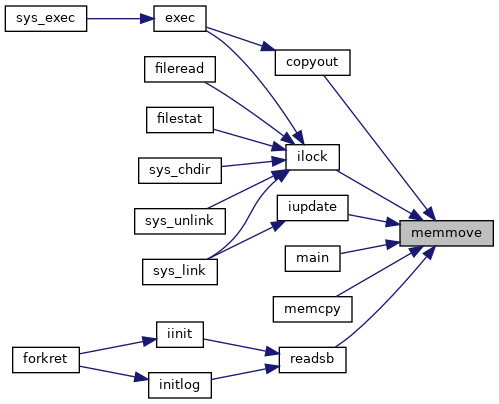 sys_exec
exec
copyout
fileread
filestat
ilock
sys_chdir
sys_unlink
iupdate
memmove
sys_link
main
memcpy
iinit
forkret
readsb
initlog